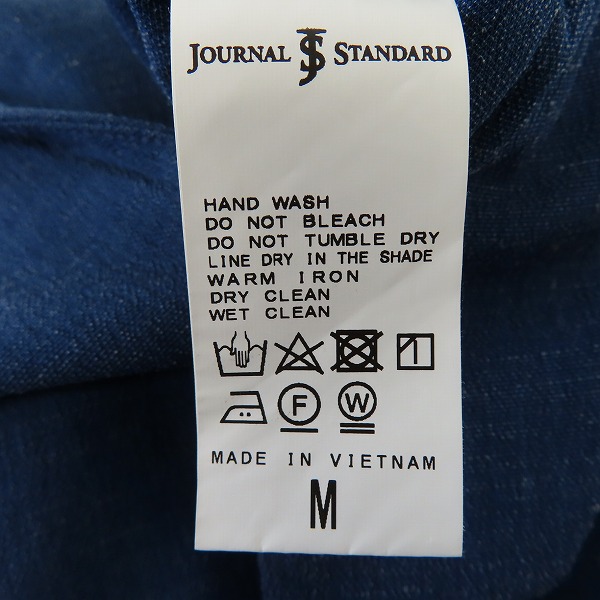 JOURNAL JS STANDARD
HAND WASH
DO NOT BLEACH
DO NOT TUMBLE DRY
LINE DRY IN THE SHADE
WARM IRON
DRY CLEAN
WET CLEAN
F W
MADE IN VIETNAM
M